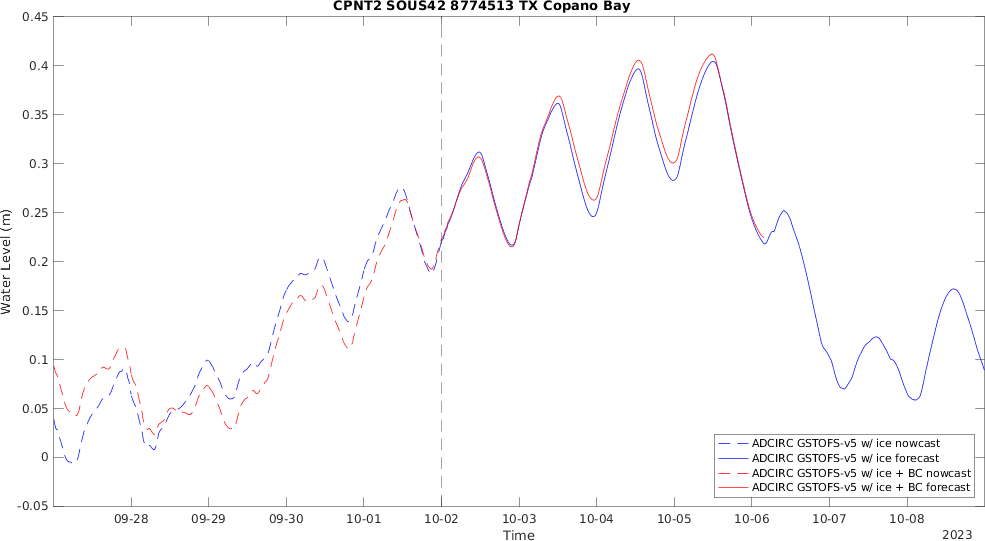 CPNT2 SOUS42 8774513 TX Copano Bay
0.45
0.4
0.35
0.3
0.25
0.2
0.15
0.1
0.05
0
-0.05
Water Level (m)
ADCIRC GSTOFS-v5 w/ ice nowcast
ADCIRC GSTOFS-v5 w/ ice forecast
ADCIRC GSTOFS-v5 w/ ice + BC nowcast
ADCIRC GSTOFS-v5 w/ ice + BC forecast
09-28 09-29 09-30 10-01 10-02 10-03 10-04 10-05 10-06 10-07 10-08
Time
2023